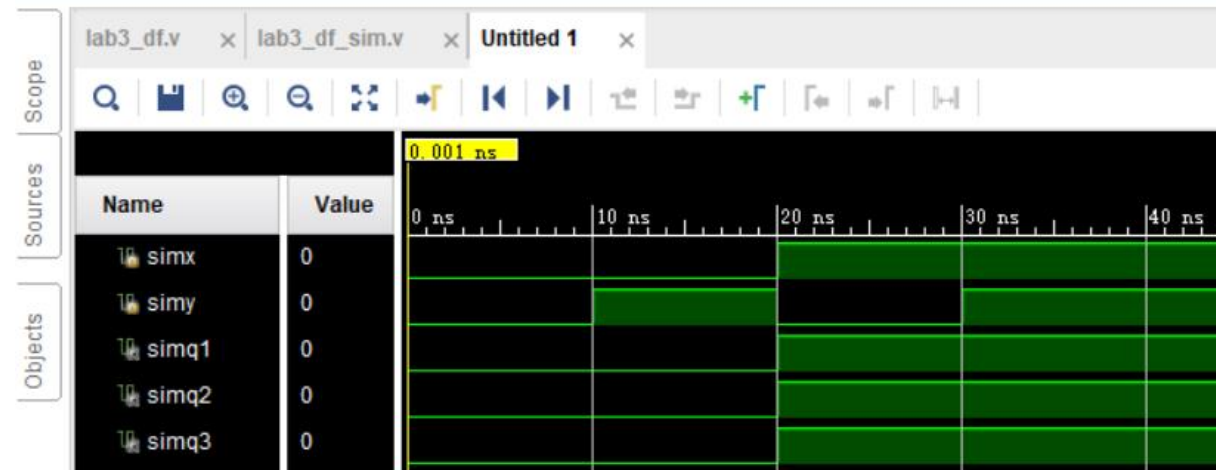 lab3_df.v × lab3_df_sim.v × Untitled 1 ×
Scope
Sources
Objects
0.001 ns
Name Value
0 ns 10 ns 20 ns 30 ns 40 ns
simx 0
simy 0
simq1 0
simq2 0
simq3 0